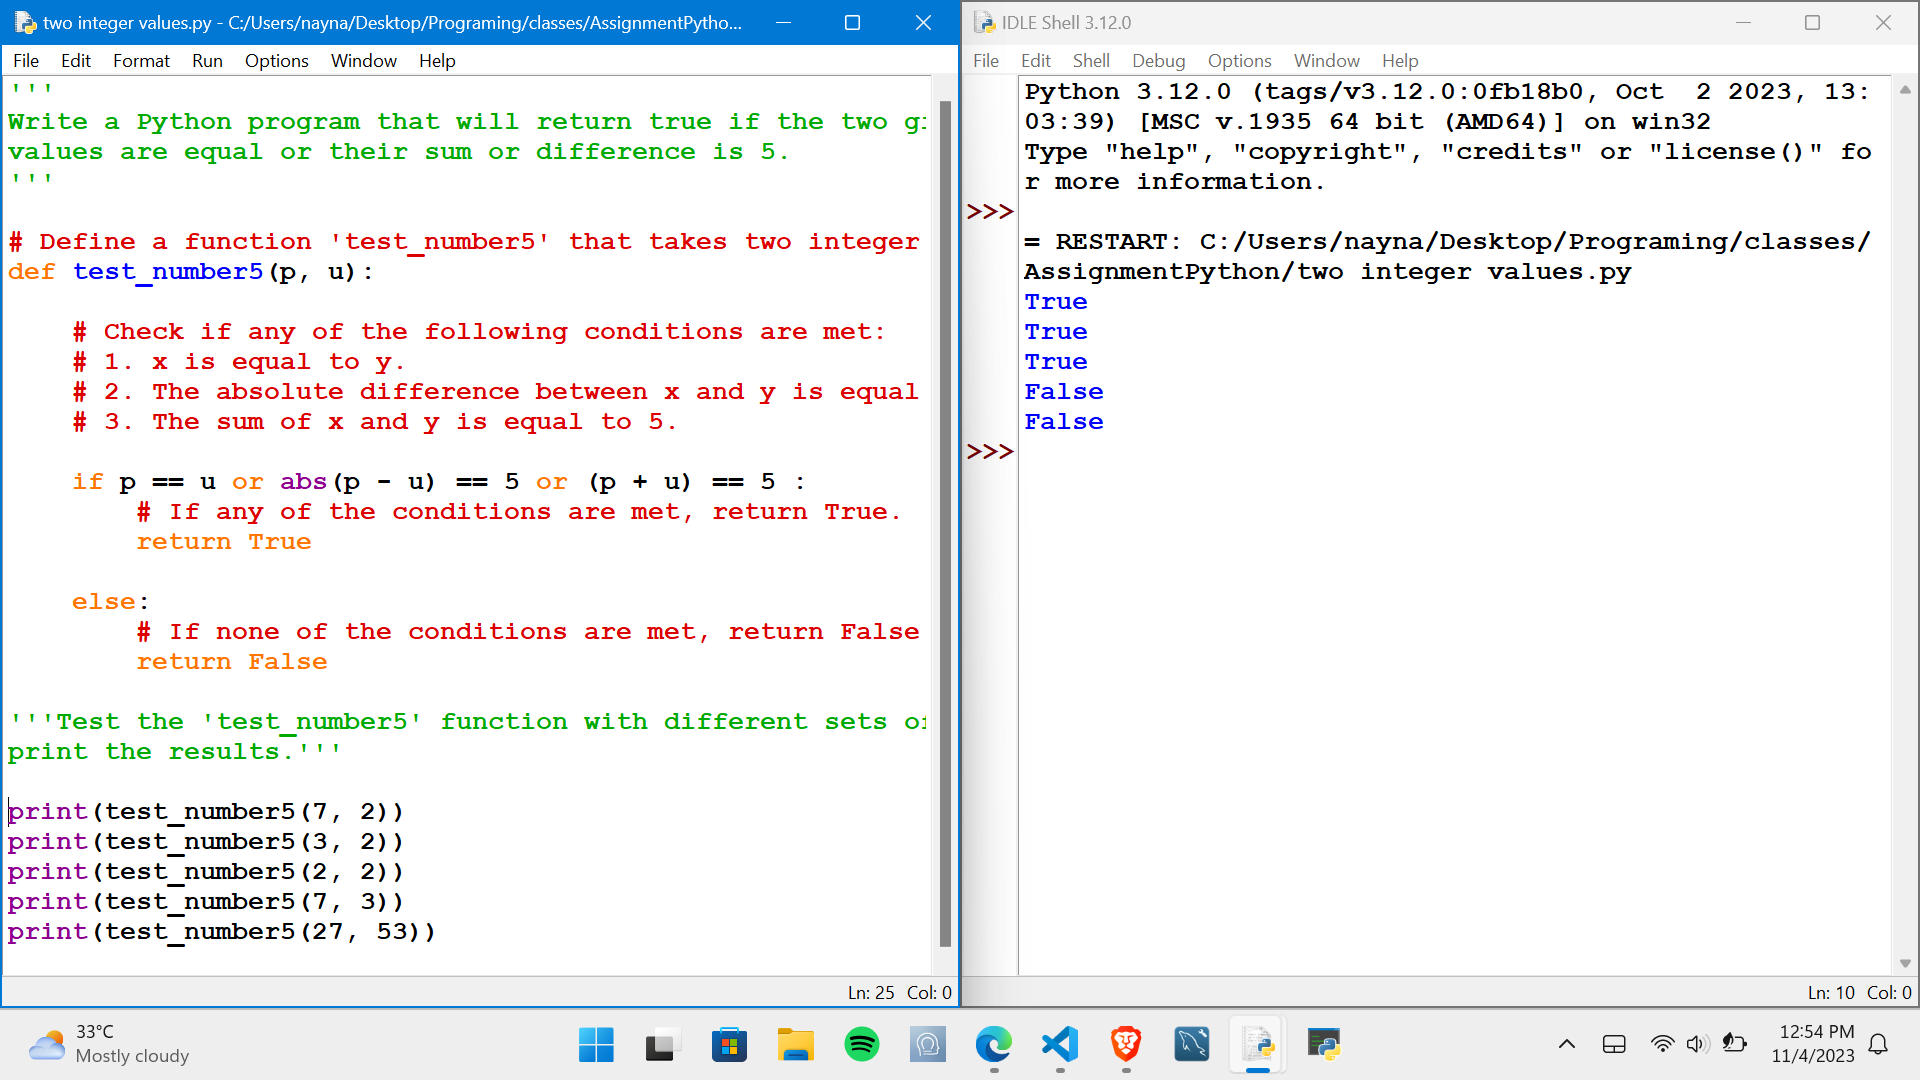 two integer values.py - C:/Users/nayna/Desktop/Programing/classes/AssignmentPytho...
File Edit Format Run Options Window Help
'''
Write a Python program that will return true if the two
values are equal or their sum or difference is 5.
'''
# Define a function 'test_number5' that takes two integer
def test_number5(p, u):
# Check if any of the following conditions are met:
# 1. x is equal to y.
# 2. The absolute difference between x and y is equal
# 3. The sum of x and y is equal to 5.
if p == u or abs(p - u) == 5 or (p + u) == 5 :
# If any of the conditions are met, return True.
return True
else:
# If none of the conditions are met, return False
return False
'''Test the 'test_number5' function with different sets
print the results.'''
print(test_number5(7, 2))
print(test_number5(3, 2))
print(test_number5(2, 2))
print(test_number5(7, 3))
print(test_number5(27, 53))
Ln: 25 Col: 0
IDLE Shell 3.12.0
File Edit Shell Debug Options Window Help
Python 3.12.0 (tags/v3.12.0:0fb18b0, Oct  2 2023, 13:
03:39) [MSC v.1935 64 bit (AMD64)] on win32
Type "help", "copyright", "credits" or "license()" fo
r more information.
>>>
= RESTART: C:/Users/nayna/Desktop/Programing/classes/
AssignmentPython/two integer values.py
True
True
True
False
False
>>>
Ln: 10 Col: 0
33°C
Mostly cloudy
12:54 PM
11/4/2023